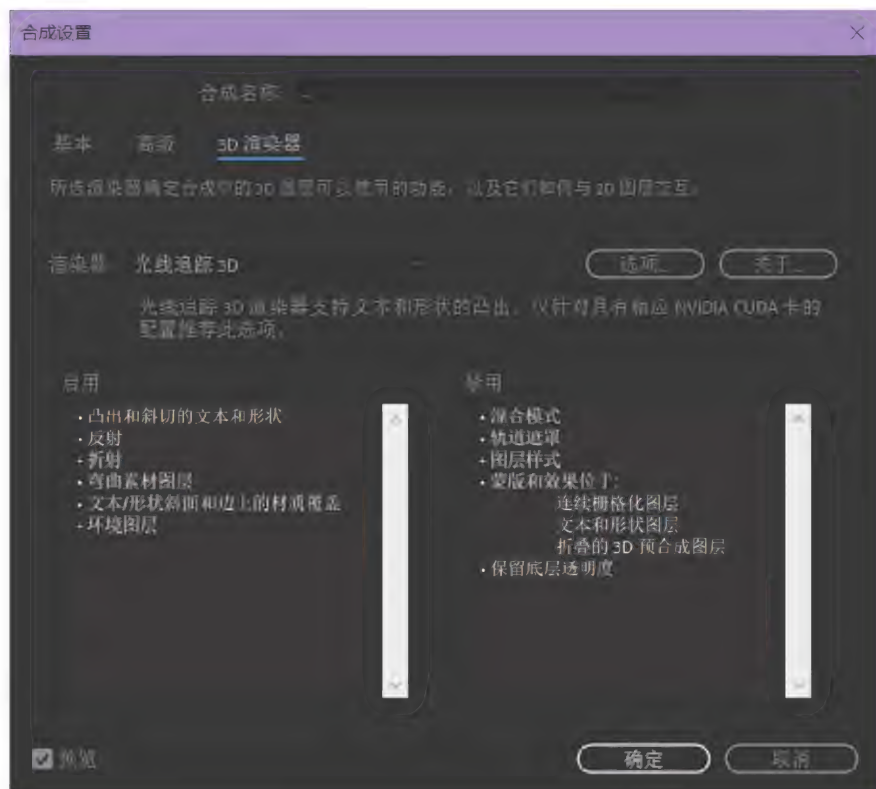 合成设置
合成名称
基本 高级 3D 渲染器
所选渲染器确定合成中的 3D 图层可以使用的功能，以及它们如何与 2D 图层交互。
渲染器 光线追踪 3D 选项... 关于...
光线追踪 3D 渲染器支持文本和形状的凸出。仅针对具有相应 NVIDIA CUDA 卡的
配置推荐此选项。
启用
• 凸出和斜切的文本和形状
• 反射
• 折射
• 弯曲素材图层
• 文本/形状斜面和边上的材质覆盖
• 环境图层
禁用
• 混合模式
• 轨道遮罩
• 图层样式
• 蒙版和效果位于:
连续栅格化图层
文本和形状图层
折叠的 3D 预合成图层
• 保留底层透明度
预览 确定 取消